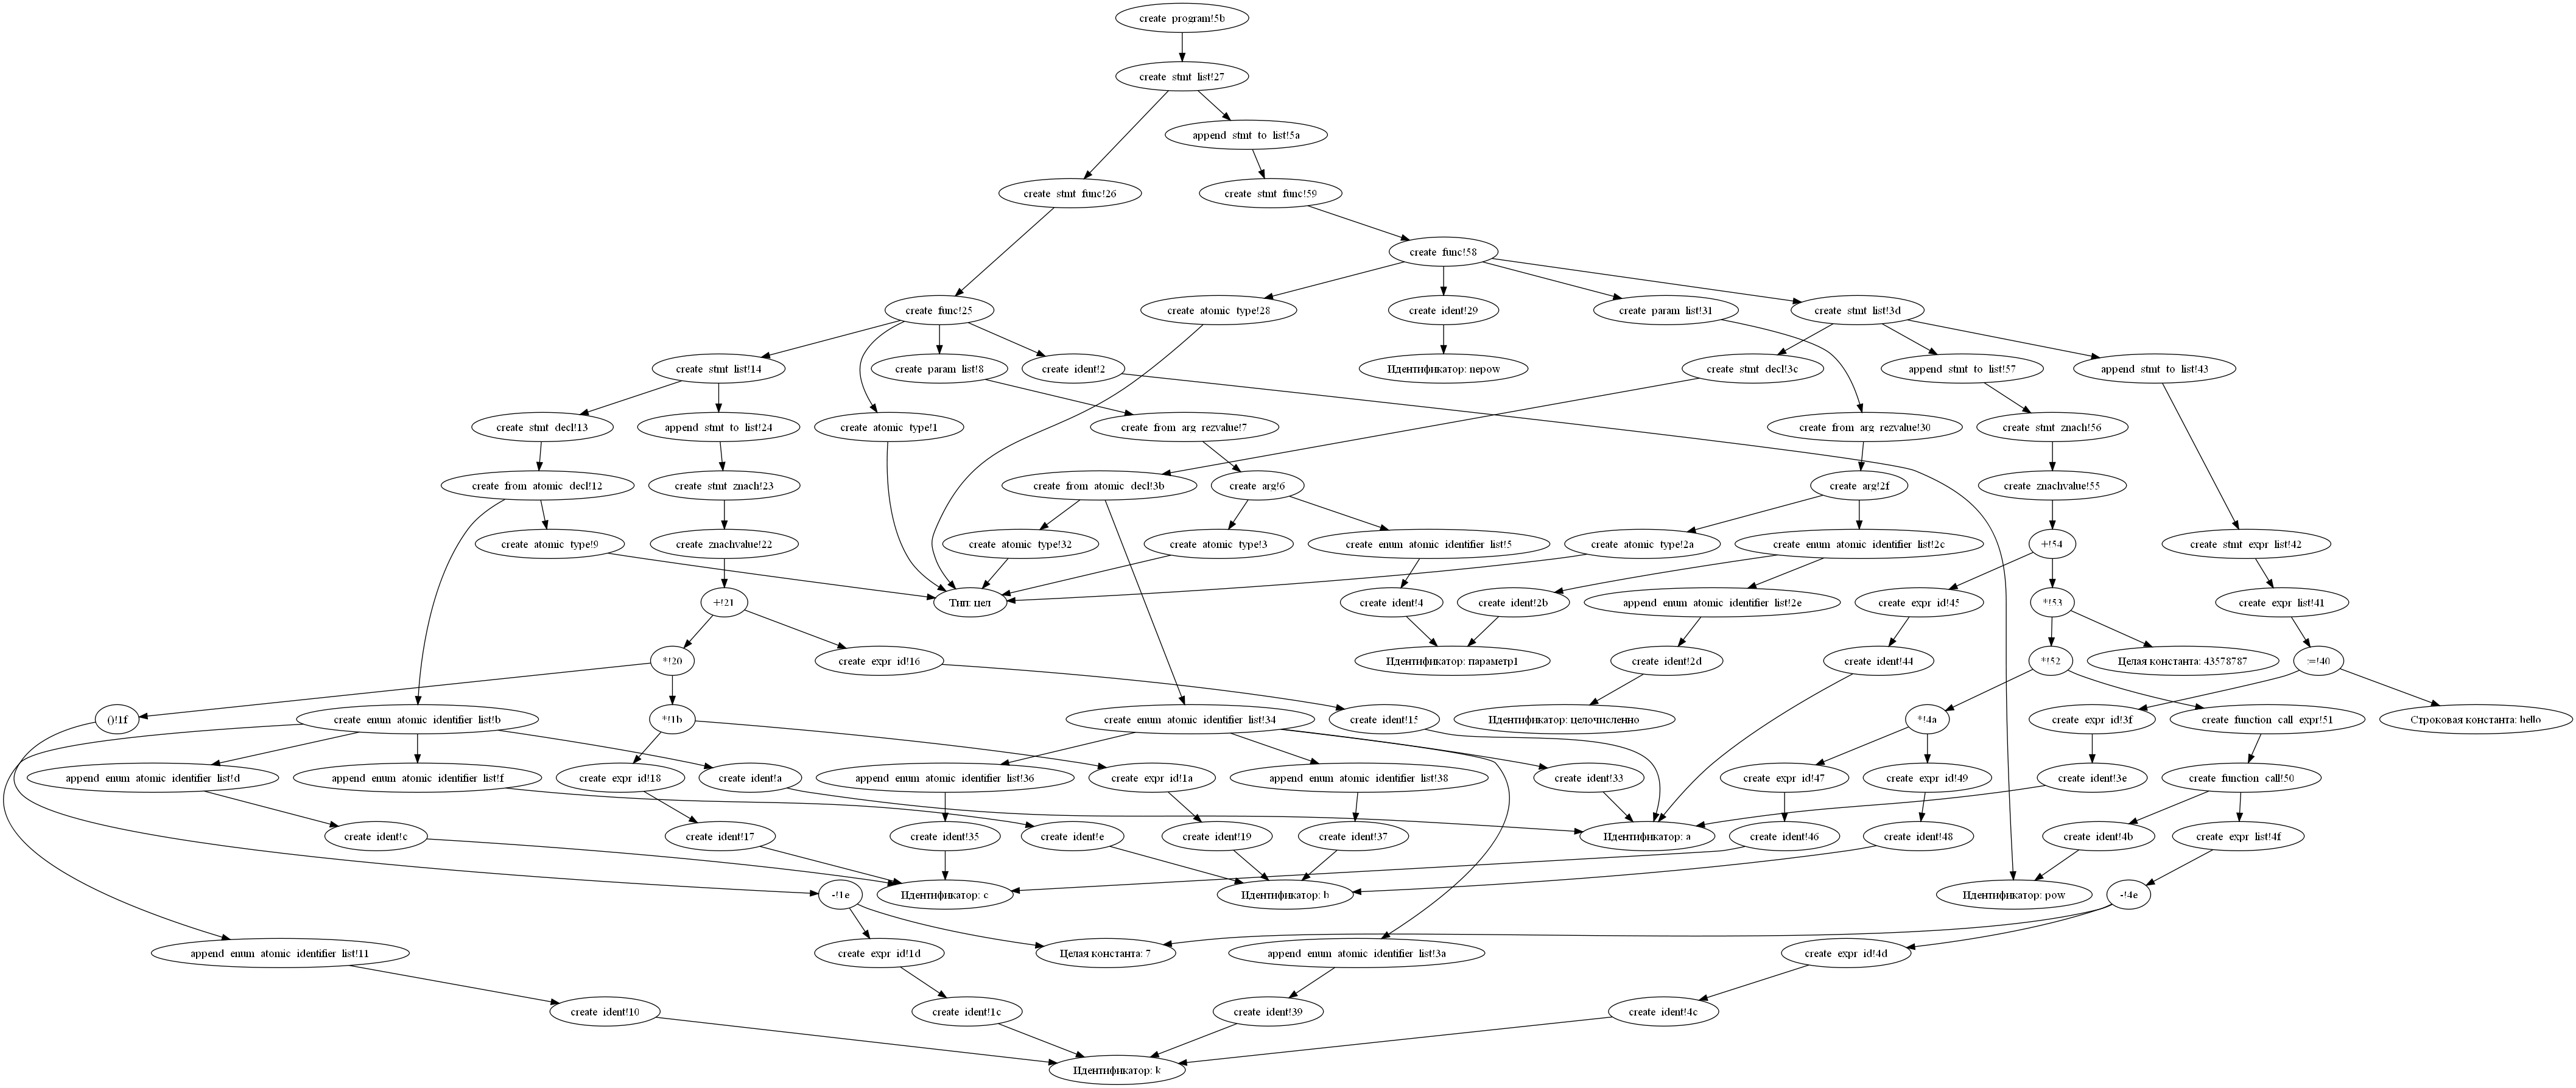 create program!5b
create stmt list!27
append stmt to list!5a
create stmt func!26
create stmt func!59
create func!58
create func!25
create atomic type!28
create ident!29
create param list!31
create stmt list!3d
create stmt list!14
create param list!8
create ident!2
Идентификатор: nepow
create stmt decl!3c
append stmt to list!57
append stmt to list!43
create stmt decl!13
append stmt to list!24
create atomic type!1
create from arg rezvalue!7
create from arg rezvalue!30
create stmt znach!56
create from atomic decl!12
create stmt znach!23
create from atomic decl!3b
create arg!6
create arg!2f
create znachvalue!55
create atomic type!9
create znachvalue!22
create atomic type!32
create atomic type!3
create enum atomic identifier list!5
create atomic type!2a
create enum atomic identifier list!2c
+!54
create stmt expr list!42
+!21
Тип: цел
create ident!4
create ident!2b
append enum atomic identifier list!2e
create expr id!45
*!53
create expr list!41
*!20
create expr id!16
Идентификатор: параметр1
create ident!2d
create ident!44
*!52
Целая константа: 43578787
:=!40
()!1f
create enum atomic identifier list!b
*!1b
create enum atomic identifier list!34
create ident!15
Идентификатор: целочисленно
*!4a
create expr id!3f
create function call expr!51
Строковая константа: hello
append enum atomic identifier list!d
append enum atomic identifier list!f
create expr id!18
create ident!a
append enum atomic identifier list!36
create expr id!1a
append enum atomic identifier list!38
create ident!33
create expr id!47
create expr id!49
create ident!3e
create function call!50
create ident!c
create ident!17
create ident!35
create ident!e
create ident!19
create ident!37
Идентификатор: a
create ident!46
create ident!48
create ident!4b
create expr list!4f
-!1e
Идентификатор: c
Идентификатор: b
Идентификатор: pow
-!4e
append enum atomic identifier list!11
create expr id!1d
Целая константа: 7
append enum atomic identifier list!3a
create expr id!4d
create ident!10
create ident!1c
create ident!39
create ident!4c
Идентификатор: k